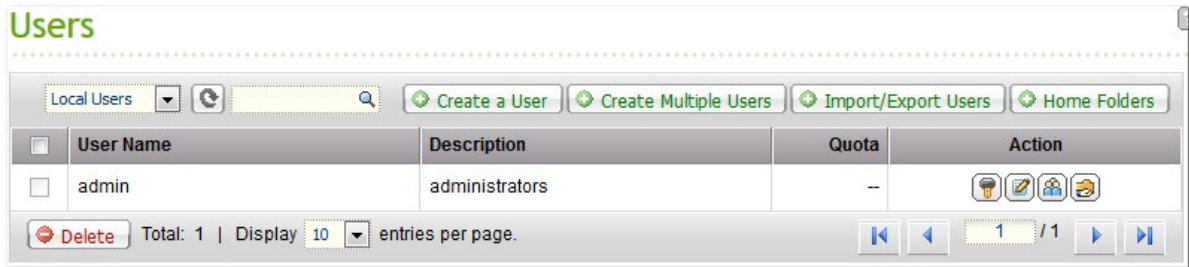 Users
Local Users Create a User Create Multiple Users Import/Export Users Home Folders
User Name Description Quota Action
admin administrators --
Delete Total: 1 | Display 10 entries per page. 1 / 1